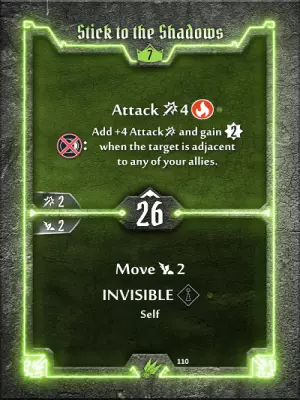 Stick to the Shadows
7
Attack 4
Add +4 Attack and gain 2
: when the target is adjacent
to any of your allies.
2
26
2
Move 2
INVISIBLE
Self
110